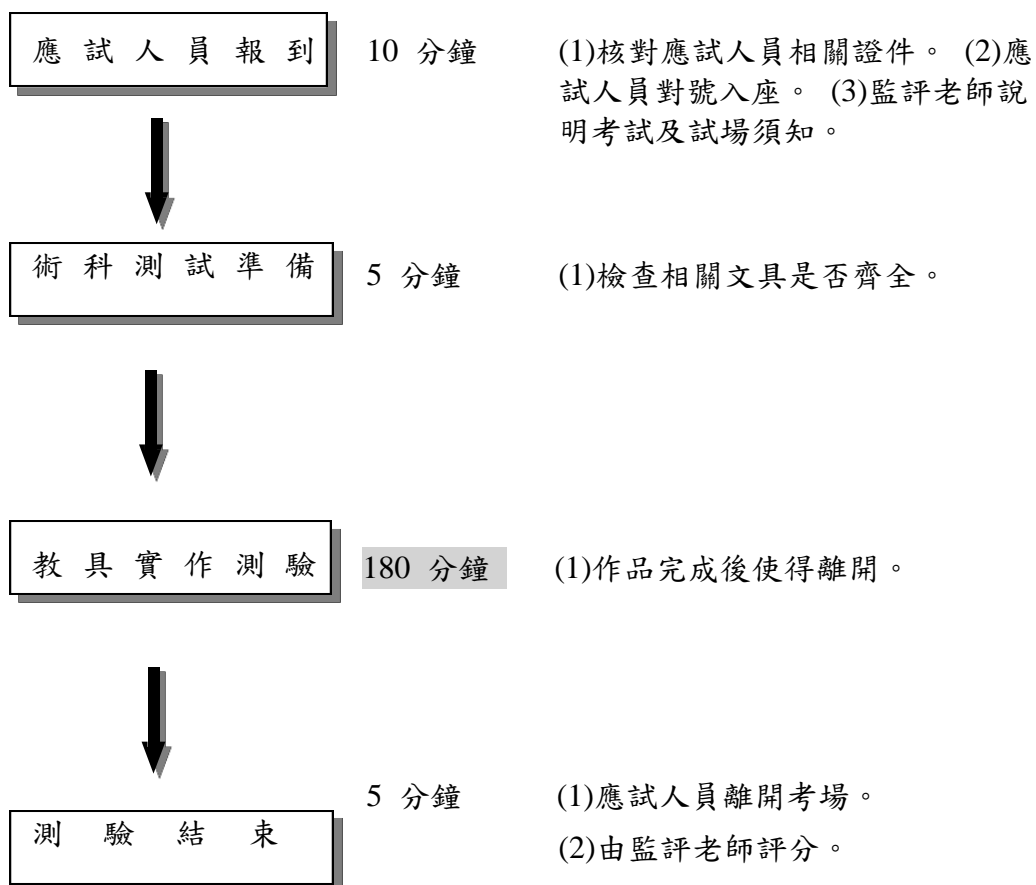 應試人員報到 10 分鐘 (1)核對應試人員相關證件。 (2)應
試人員對號入座。 (3)監評老師說
明考試及試場須知。
術科測試準備 5 分鐘 (1)檢查相關文具是否齊全。
教具實作測驗 180 分鐘 (1)作品完成後使得離開。
5 分鐘 (1)應試人員離開考場。
測驗結束 (2)由監評老師評分。